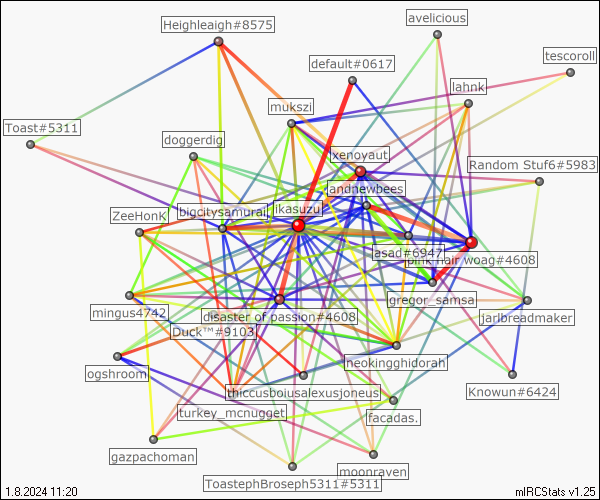 avelicious
Heighleaigh#8575
tescoroll
default#0617
lahnk
mukszi
Toast#5311
doggerdig
xenoyaut
Random Stuf6#5983
andnewbees
ZeeHonK
bigcitysamurai
ikasuzu
asad#6947
pink hair woag#4608
gregor_samsa
mingus4742
disaster of passion#4608
jarlbreadmaker
Duck™#9103
neokingghidorah
ogshroom
thiccusboiusalexusjoneus
Knowun#6424
turkey_mcnugget
facadas.
gazpachoman
moonraven
ToastephBroseph5311#5311
1.8.2024 11:20
mIRCStats v1.25